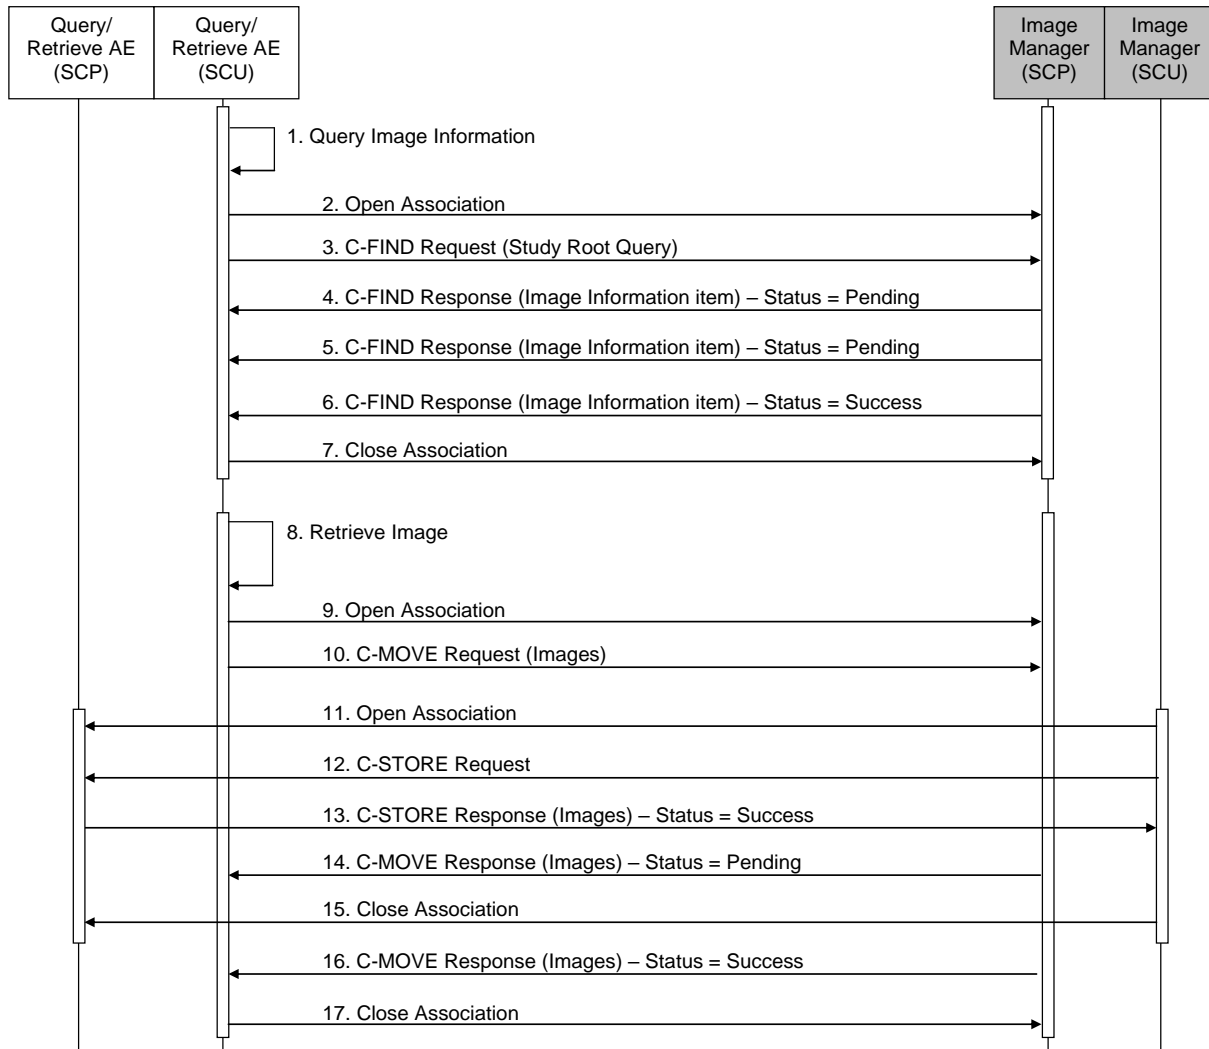 Query/
Retrieve AE
(SCP)
Query/
Retrieve AE
(SCU)
Image
Manager
(SCP)
Image
Manager
(SCU)
1. Query Image Information
2. Open Association
3. C-FIND Request (Study Root Query)
4. C-FIND Response (Image Information item) – Status = Pending
5. C-FIND Response (Image Information item) – Status = Pending
6. C-FIND Response (Image Information item) – Status = Success
7. Close Association
8. Retrieve Image
9. Open Association
10. C-MOVE Request (Images)
11. Open Association
12. C-STORE Request
13. C-STORE Response (Images) – Status = Success
14. C-MOVE Response (Images) – Status = Pending
15. Close Association
16. C-MOVE Response (Images) – Status = Success
17. Close Association